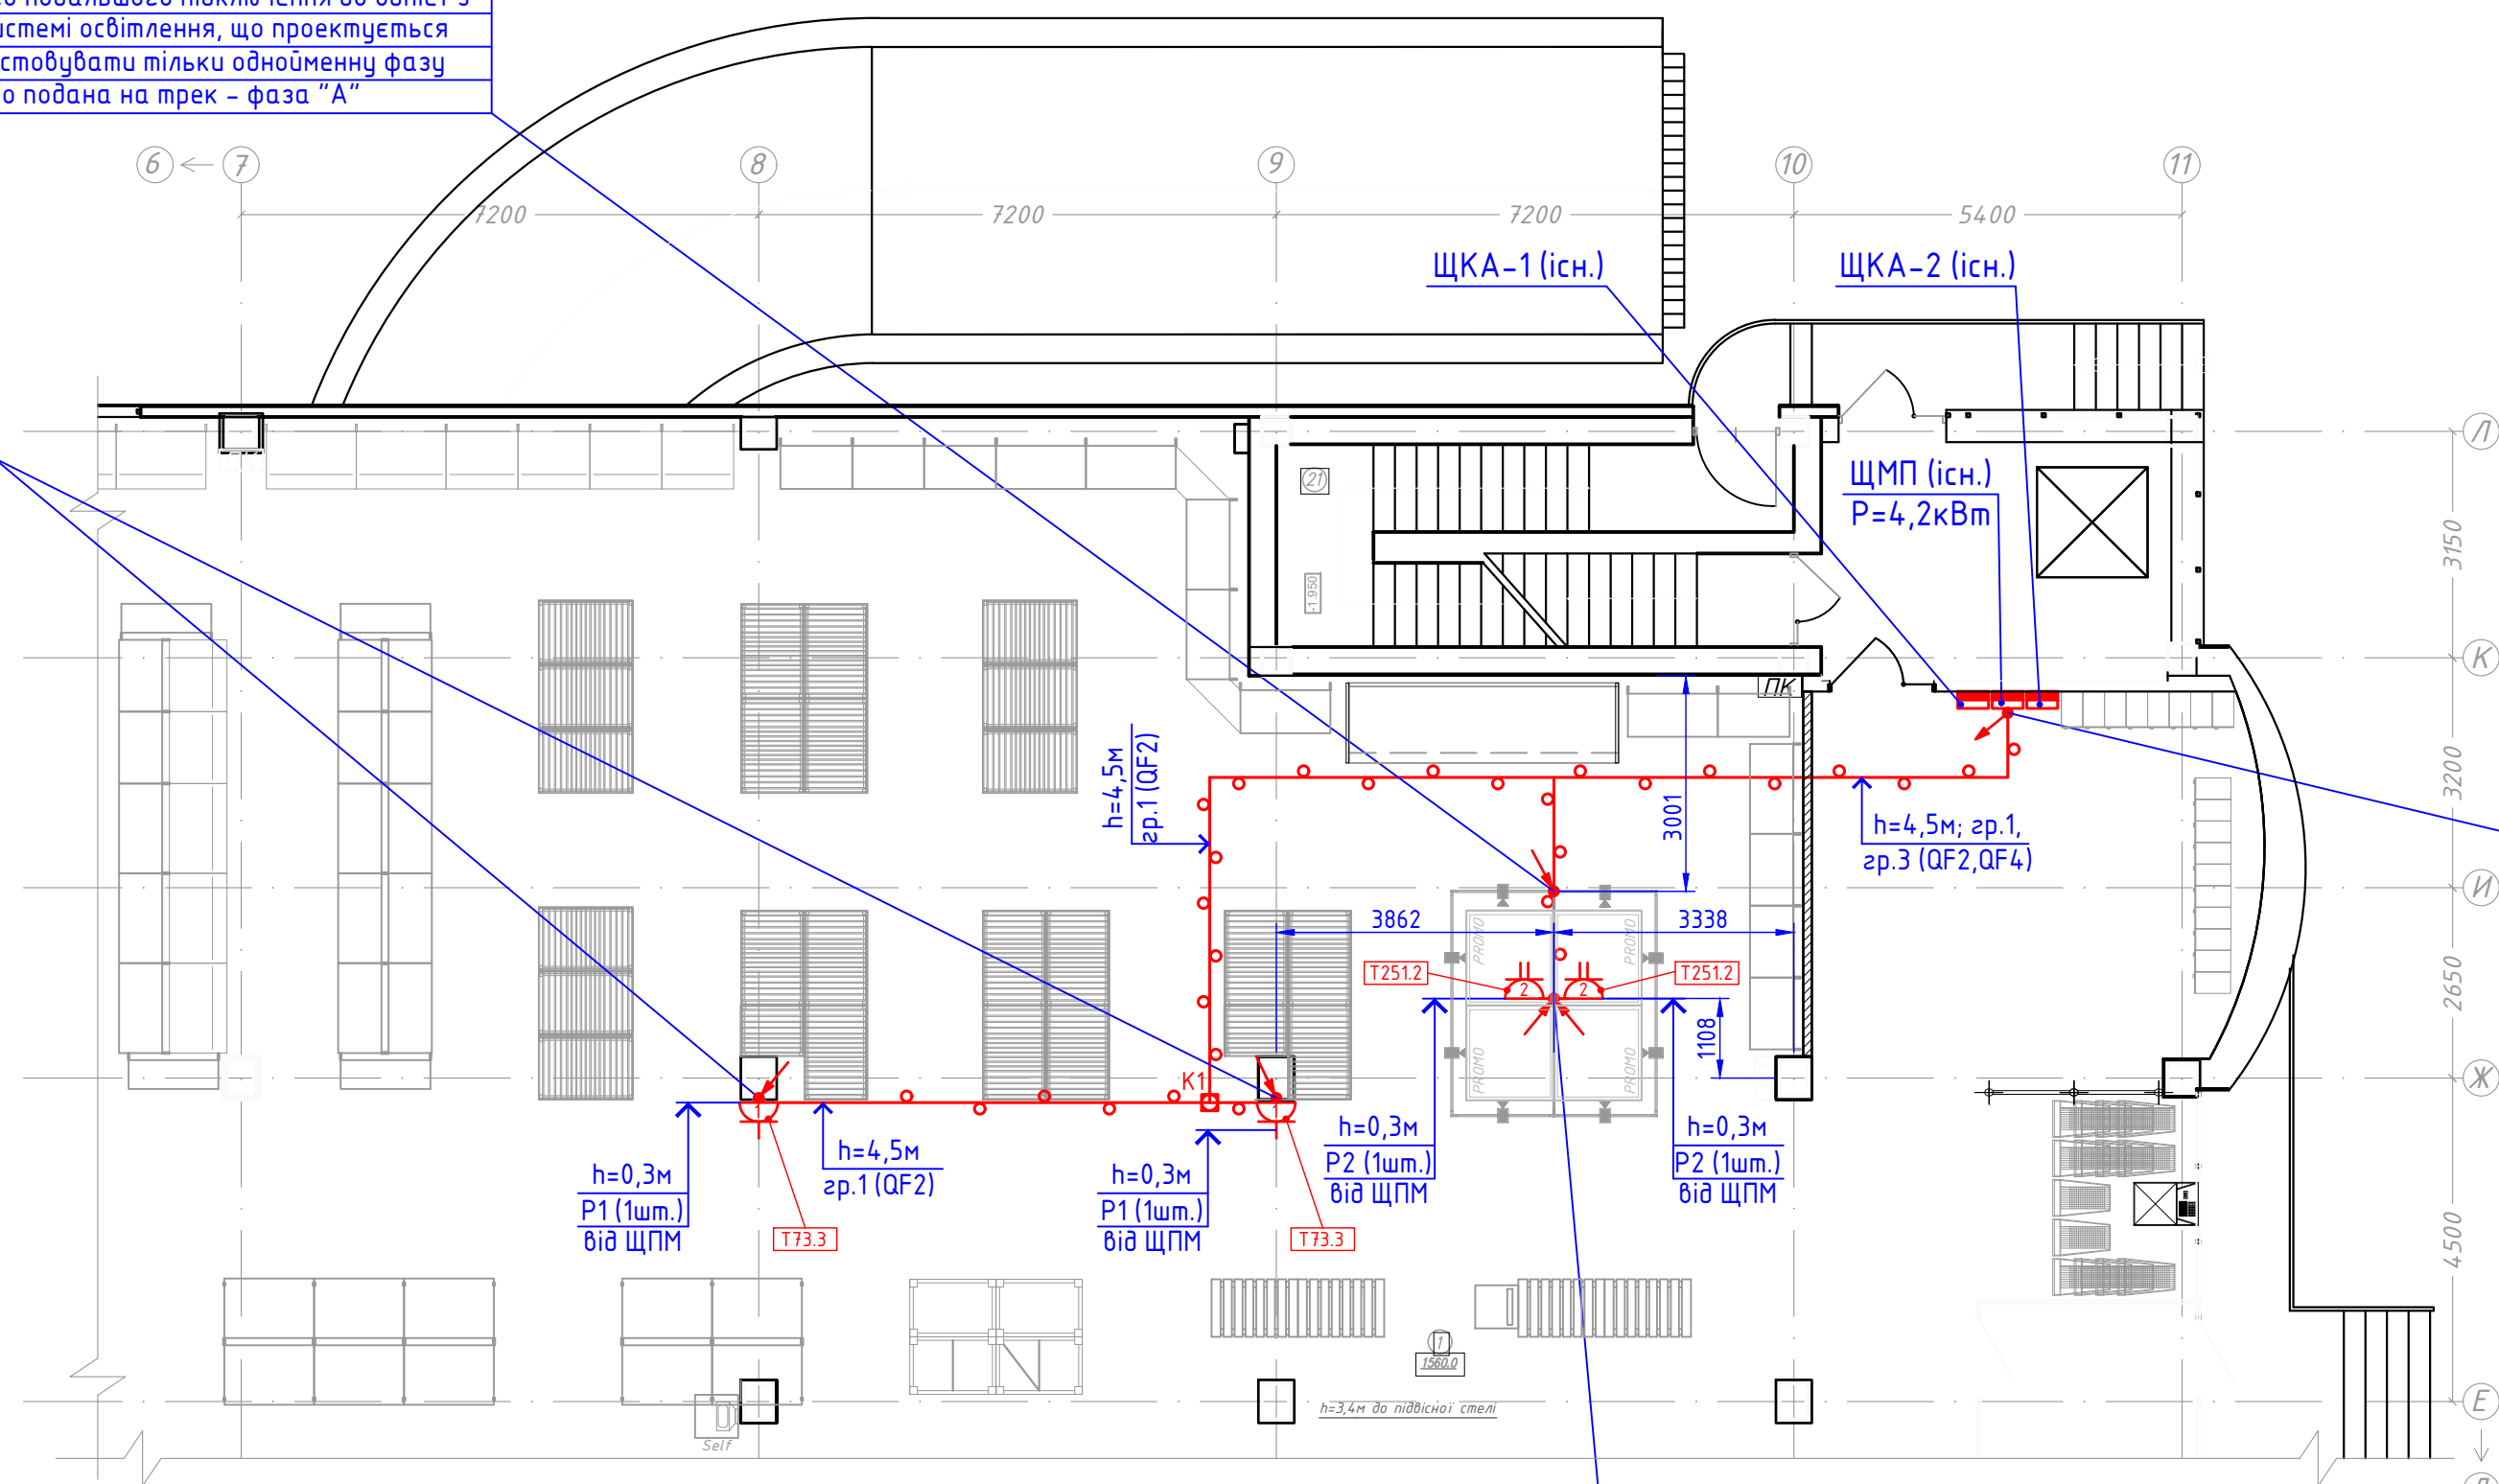 истемі освітлення, що проектується
стовувати тільки однойменну фазу
о подана на трек – фаза "А"
6
7
8
9
10
11
7200
7200
7200
5400
ЩКА-1 (існ.)
ЩКА-2 (існ.)
ЩМП (існ.)
Р=4,2кВт
Л
21
3150
-1.950
К
ПК
h=4,5м
гр.1 (QF2)
3001
3200
h=4,5м; гр.1,
гр.3 (QF2,QF4)
И
3862
3338
PROMO
PROMO
T251.2
T251.2
2
2
2650
1108
PROMO
PROMO
Ж
К1
1
1
h=4,5м
гр.1 (QF2)
h=0,3м
Р1 (1шт.)
від ЩПМ
h=0,3м
Р1 (1шт.)
від ЩПМ
h=0,3м
Р2 (1шт.)
від ЩПМ
h=0,3м
Р2 (1шт.)
від ЩПМ
T73.3
T73.3
4500
1
1560.0
h=3,4м до підвісної стелі
Е
Self